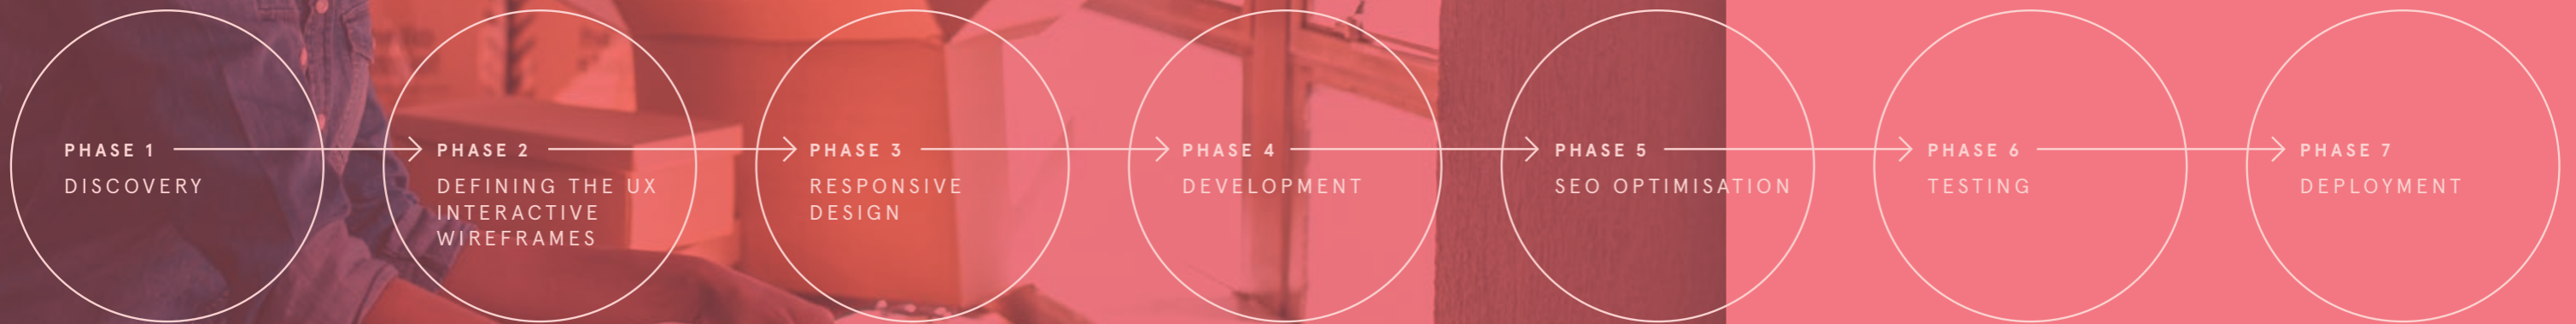 PHASE 1
DISCOVERY
PHASE 2
DEFINING THE UX
INTERACTIVE
WIREFRAMES
PHASE 3
RESPONSIVE
DESIGN
PHASE 4
DEVELOPMENT
PHASE 5
SEO OPTIMISATION
PHASE 6
TESTING
PHASE 7
DEPLOYMENT